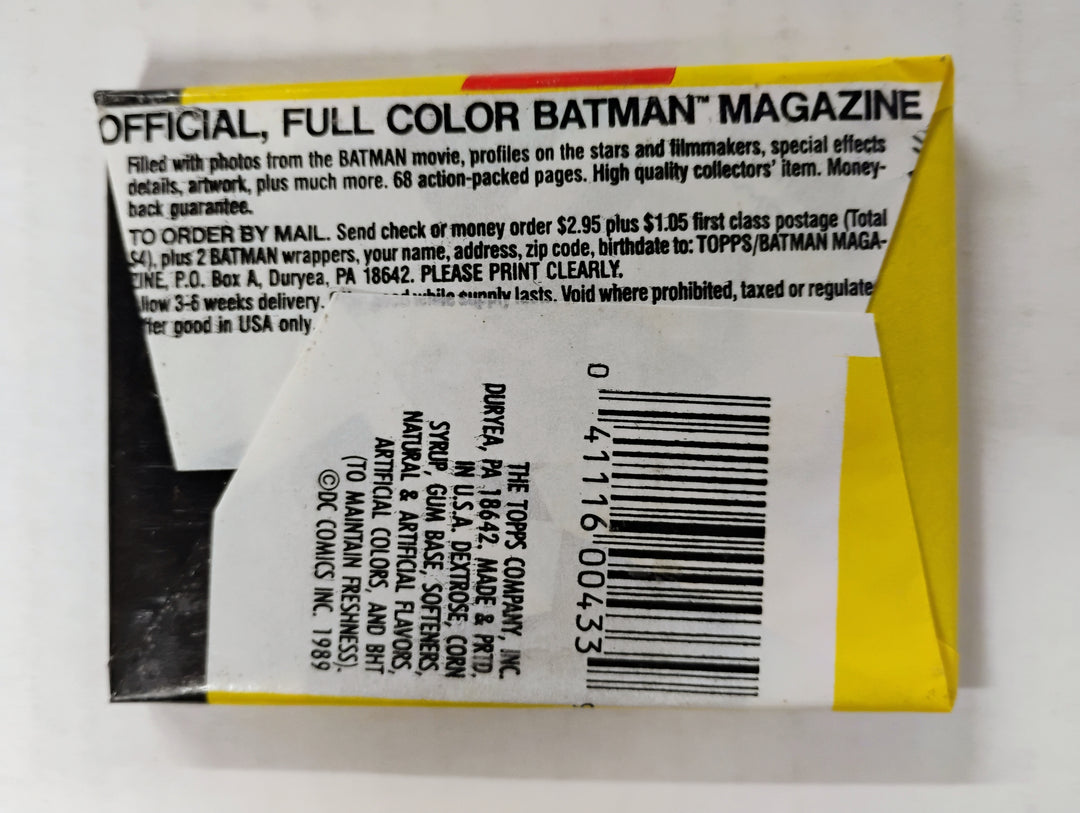 OFFICIAL, FULL COLOR BATMAN™ MAGAZINE
Filled with photos from the BATMAN movie, profiles on the stars and filmmakers, special effects
details, artwork, plus much more. 68 action-packed pages. High quality collectors' item. Money-
back guarantee.
TO ORDER BY MAIL. Send check or money order $2.95 plus $1.05 first class postage (Total
$4), plus 2 BATMAN wrappers, your name, address, zip code, birthdate to: TOPPS/BATMAN MAGA-
ZINE, P.O. Box A, Duryea, PA 18642. PLEASE PRINT CLEARLY.
llow 3-6 weeks delivery. while supply lasts. Void where prohibited, taxed or regulate
fer good in USA only.
THE TOPPS COMPANY, INC.
DURYEA, PA 18642. MADE & PRTD.
IN U.S.A. DEXTROSE, CORN
SYRUP, GUM BASE, SOFTENERS,
NATURAL & ARTIFICIAL FLAVORS,
ARTIFICIAL COLORS, AND BHT
(TO MAINTAIN FRESHNESS).
©DC COMICS INC. 1989
0 41116 00433